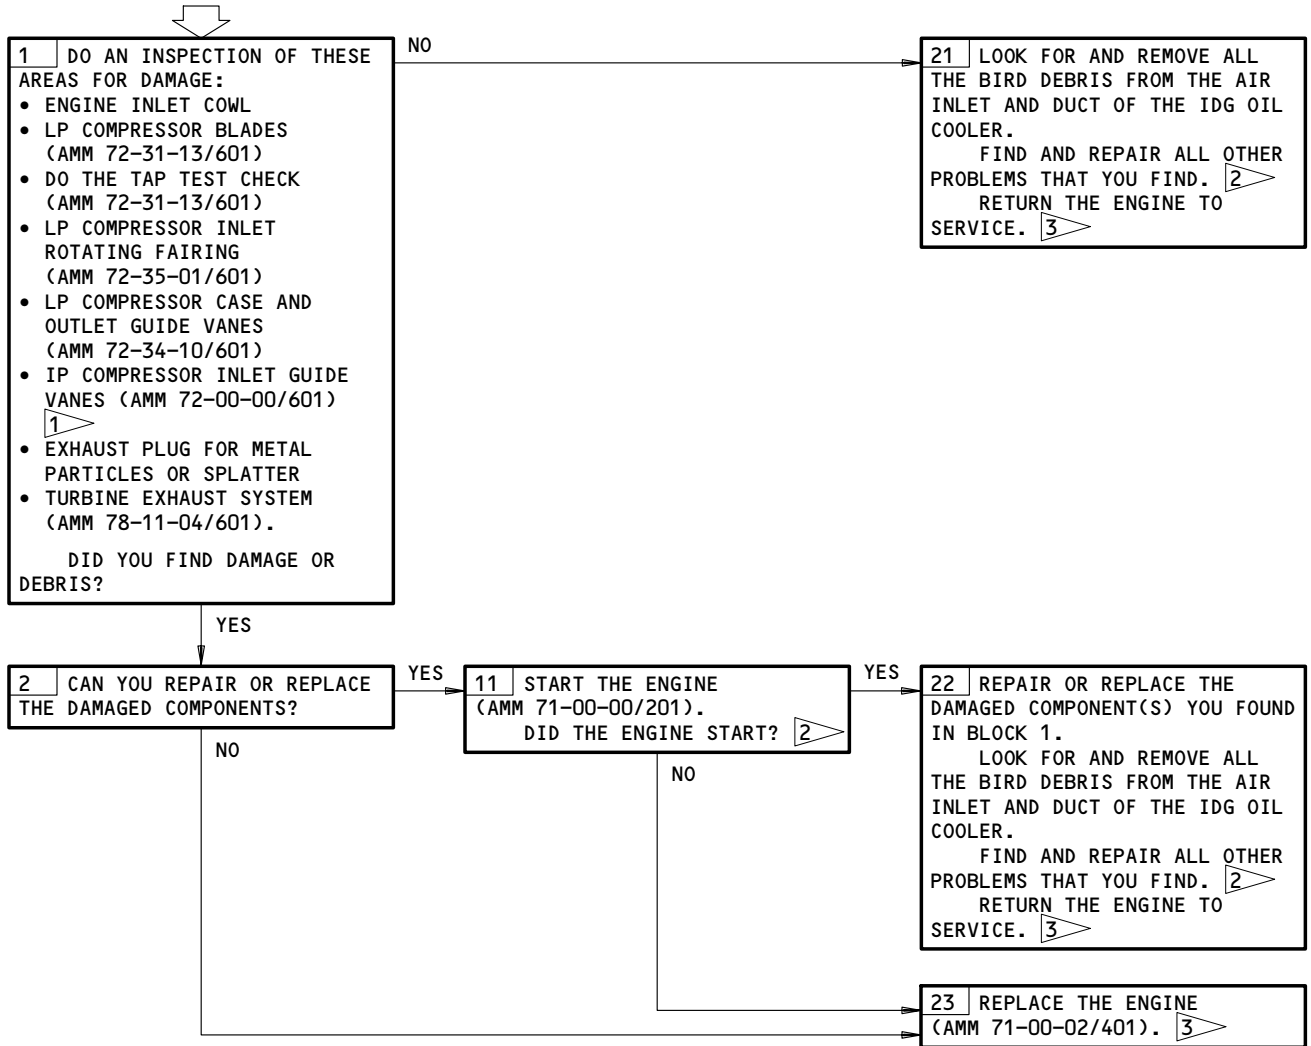 1 DO AN INSPECTION OF THESE
AREAS FOR DAMAGE:
• ENGINE INLET COWL
• LP COMPRESSOR BLADES
(AMM 72-31-13/601)
• DO THE TAP TEST CHECK
(AMM 72-31-13/601)
• LP COMPRESSOR INLET
ROTATING FAIRING
(AMM 72-35-01/601)
• LP COMPRESSOR CASE AND
OUTLET GUIDE VANES
(AMM 72-34-10/601)
• IP COMPRESSOR INLET GUIDE
VANES (AMM 72-00-00/601)
1
• EXHAUST PLUG FOR METAL
PARTICLES OR SPLATTER
• TURBINE EXHAUST SYSTEM
(AMM 78-11-04/601).
DID YOU FIND DAMAGE OR
DEBRIS?
NO
21 LOOK FOR AND REMOVE ALL
THE BIRD DEBRIS FROM THE AIR
INLET AND DUCT OF THE IDG OIL
COOLER.
FIND AND REPAIR ALL OTHER
PROBLEMS THAT YOU FIND. 2
RETURN THE ENGINE TO
SERVICE. 3
YES
2 CAN YOU REPAIR OR REPLACE
THE DAMAGED COMPONENTS?
YES
NO
11 START THE ENGINE
(AMM 71-00-00/201).
DID THE ENGINE START? 2
YES
NO
22 REPAIR OR REPLACE THE
DAMAGED COMPONENT(S) YOU FOUND
IN BLOCK 1.
LOOK FOR AND REMOVE ALL
THE BIRD DEBRIS FROM THE AIR
INLET AND DUCT OF THE IDG OIL
COOLER.
FIND AND REPAIR ALL OTHER
PROBLEMS THAT YOU FIND. 2
RETURN THE ENGINE TO
SERVICE. 3
23 REPLACE THE ENGINE
(AMM 71-00-02/401). 3